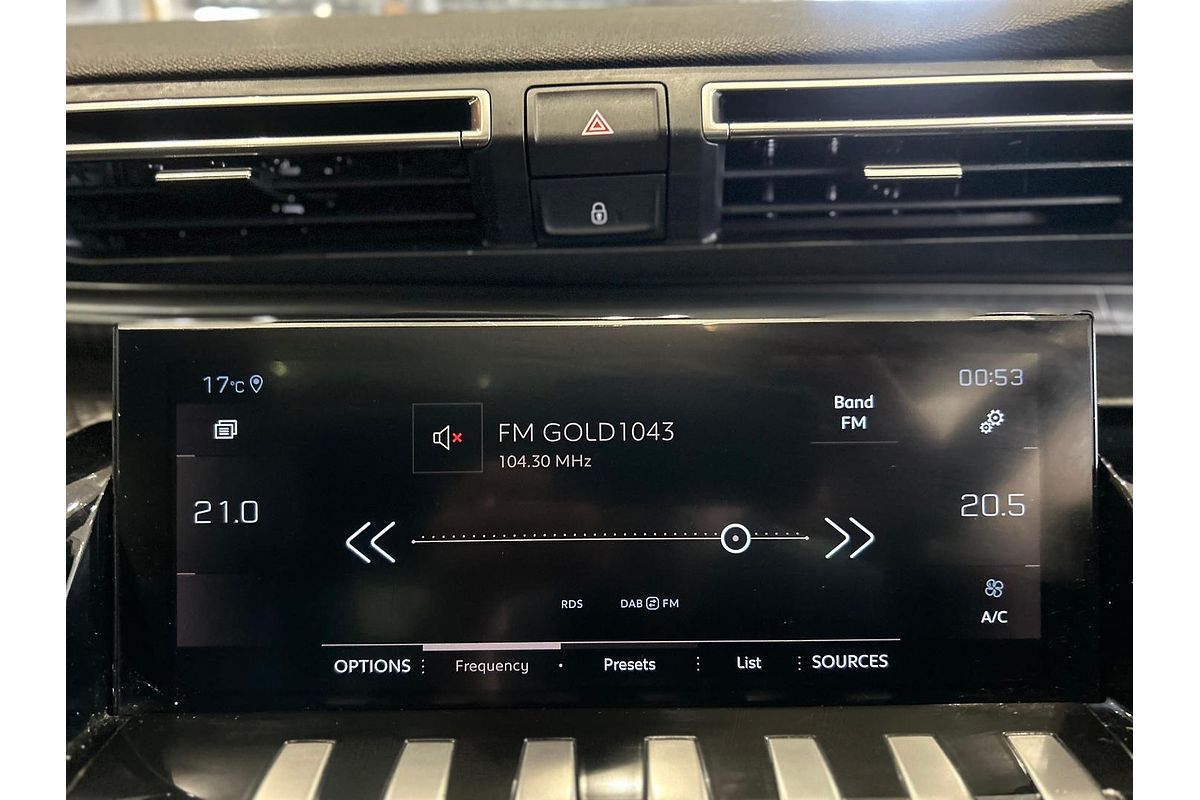 17°C
00:53
Band
FM
FM GOLD1043
104.30 MHz
21.0
20.5
RDS
DAB FM
A/C
OPTIONS
Frequency
Presets
List
SOURCES